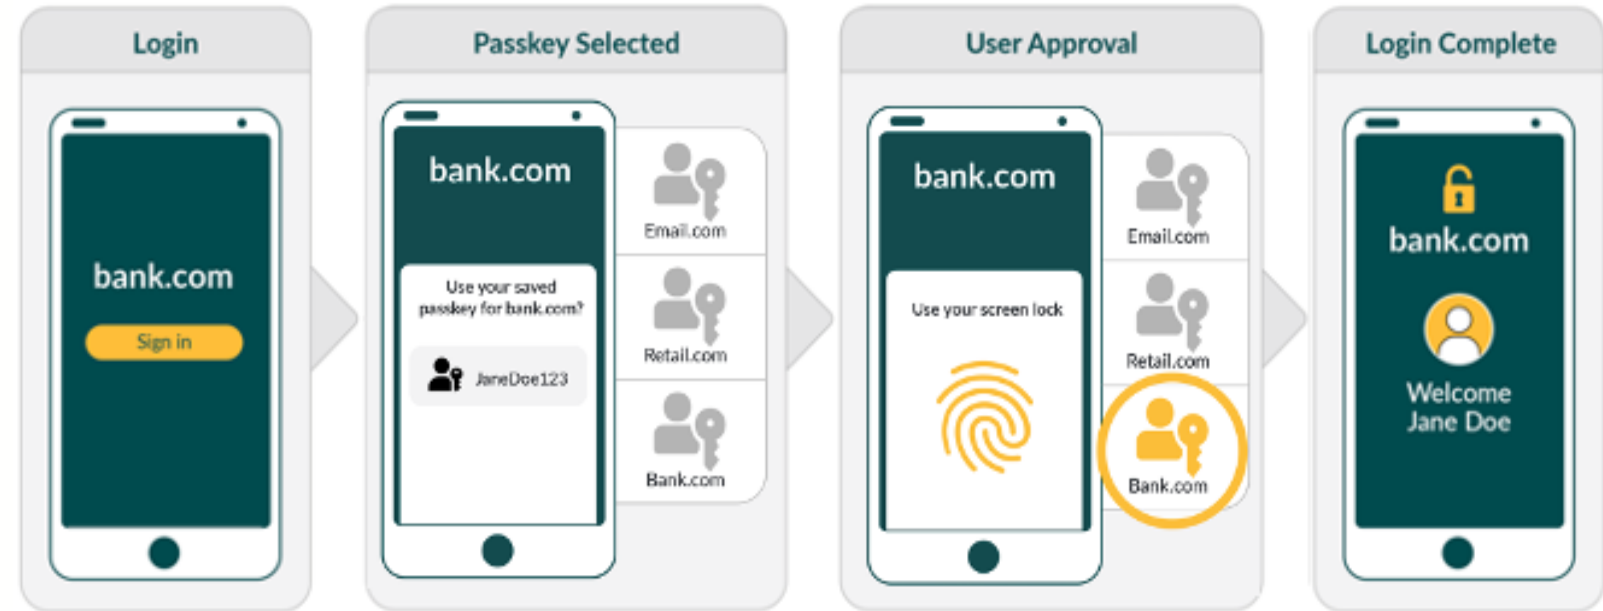 Login
bank.com
Sign in
Passkey Selected
bank.com
Use your saved
passkey for bank.com?
JaneDoe123
Email.com
Retail.com
Bank.com
User Approval
bank.com
Use your screen lock
Email.com
Retail.com
Bank.com
Login Complete
bank.com
Welcome
Jane Doe